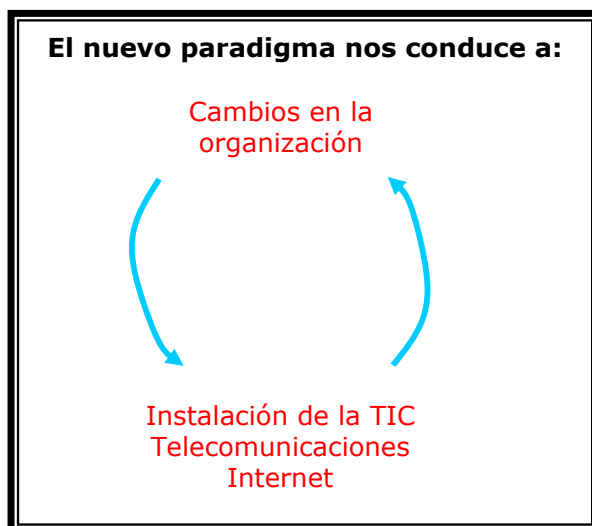 El nuevo paradigma nos conduce a:
Cambios en la
organización
Instalación de la TIC
Telecomunicaciones
Internet